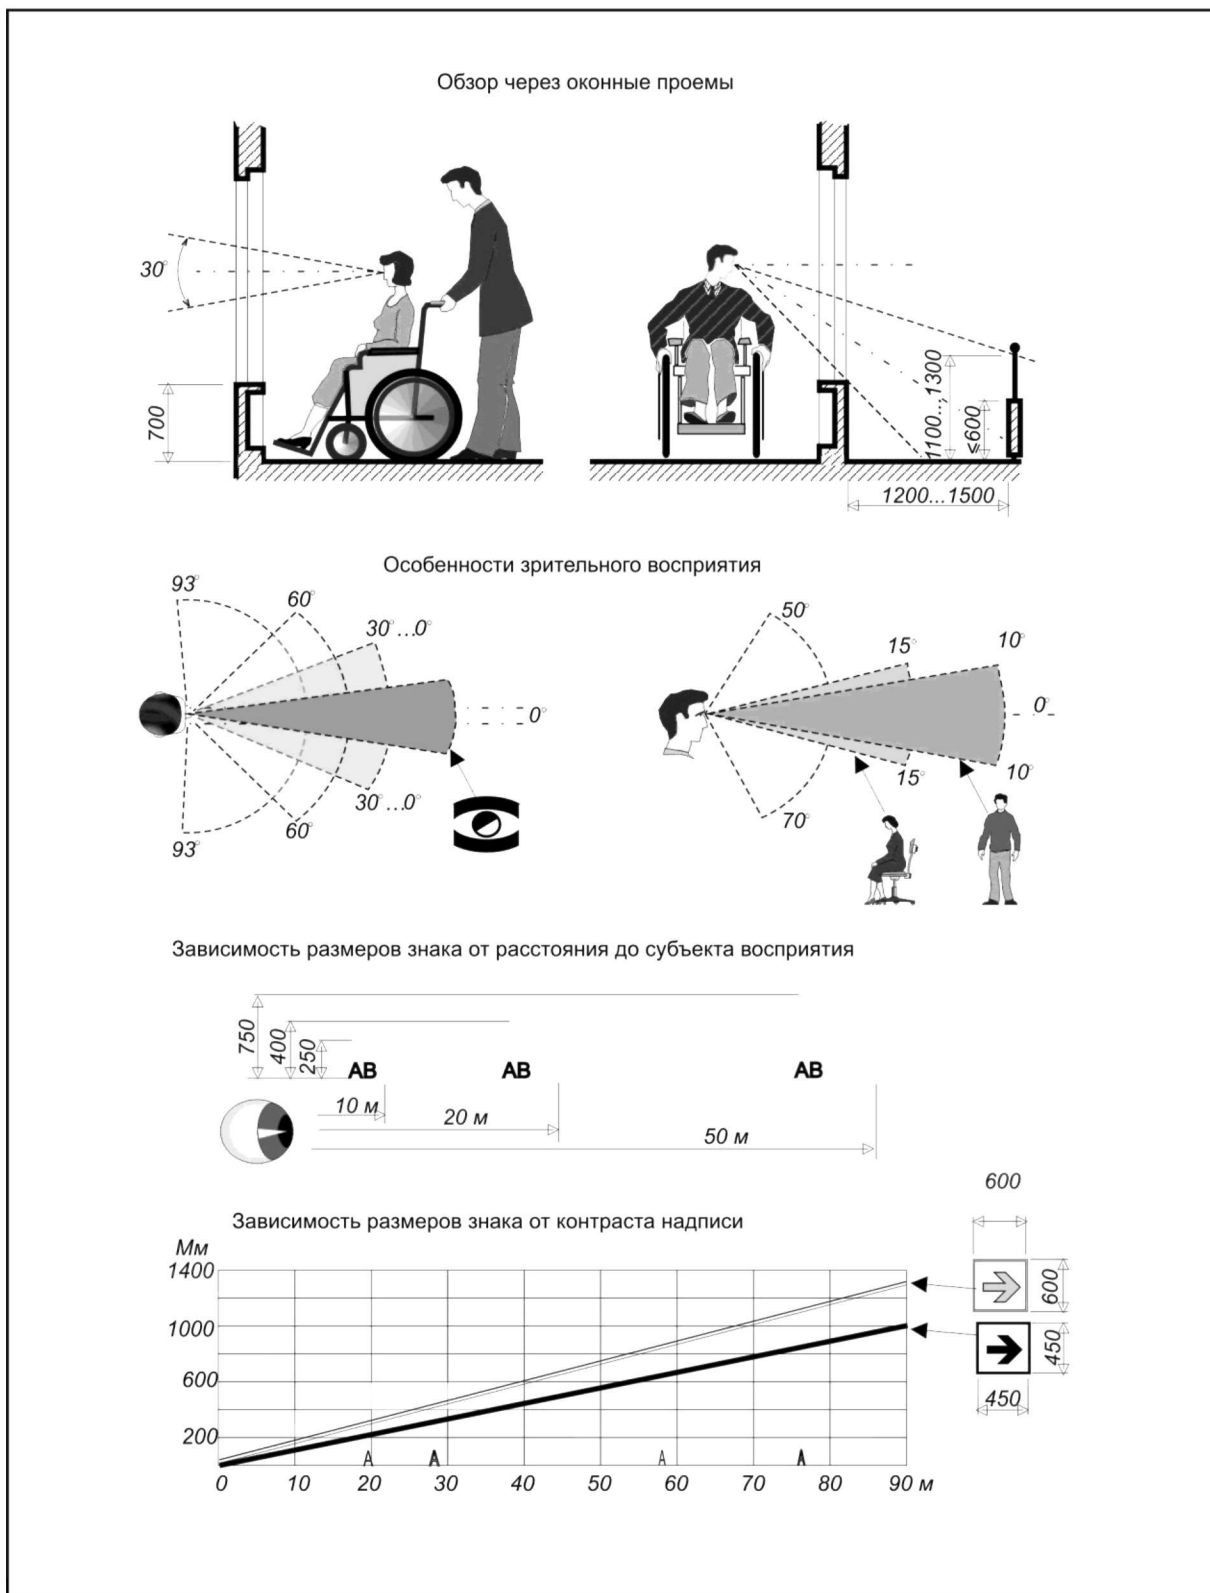 Обзор через оконные проемы
30°
700
1100...1300
≤600
1200...1500
Особенности зрительного восприятия
93°
60°
30°...0°
0°
30°...0°
60°
93°
50°
15°
10°
0°
15°
10°
70°
Зависимость размеров знака от расстояния до субъекта восприятия
750
400
250
АВ
АВ
АВ
10 м
20 м
50 м
600
Зависимость размеров знака от контраста надписи
Мм
1400
1000
600
200
600
450
450
А
А
А
А
0 10 20 30 40 50 60 70 80 90 м